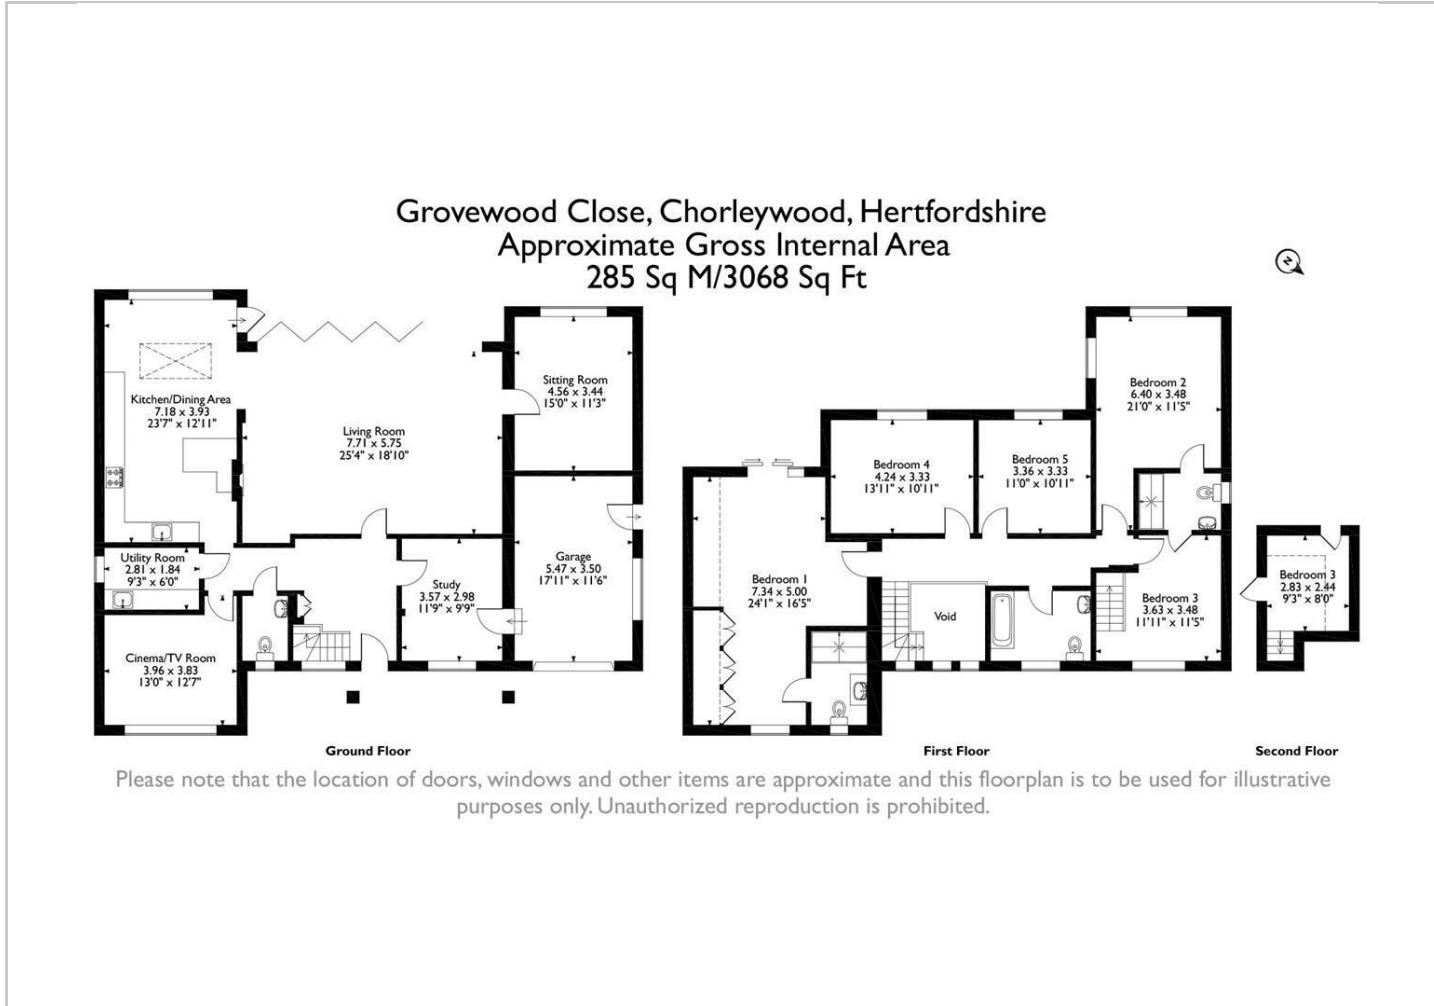 Grovewood Close, Chorleywood, Hertfordshire
Approximate Gross Internal Area
285 Sq M/3068 Sq Ft
N
Kitchen/Dining Area
7.18 x 3.93
23'7" x 12'11"
Living Room
7.71 x 5.75
25'4" x 18'10"
Sitting Room
4.56 x 3.44
15'0" x 11'3"
Utility Room
2.81 x 1.84
9'3" x 6'0"
Study
3.57 x 2.98
11'9" x 9'9"
Garage
5.47 x 3.50
17'11" x 11'6"
Cinema/TV Room
3.96 x 3.83
13'0" x 12'7"
Ground Floor
Bedroom 2
6.40 x 3.48
21'0" x 11'5"
Bedroom 4
4.24 x 3.33
13'11" x 10'11"
Bedroom 5
3.36 x 3.33
11'0" x 10'11"
Bedroom 1
7.34 x 5.00
24'1" x 16'5"
Void
Bedroom 3
3.63 x 3.48
11'11" x 11'5"
First Floor
Bedroom 3
2.83 x 2.44
9'3" x 8'0"
Second Floor
Please note that the location of doors, windows and other items are approximate and this floorplan is to be used for illustrative
purposes only. Unauthorized reproduction is prohibited.